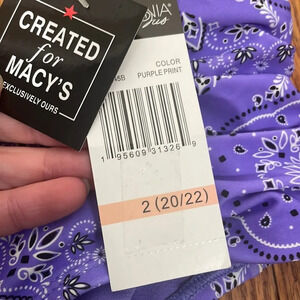 CREATED
for
MACY'S
EXCLUSIVELY OURS
COLOR
PURPLE PRINT
1 95609 31326 9
2 (20/22)